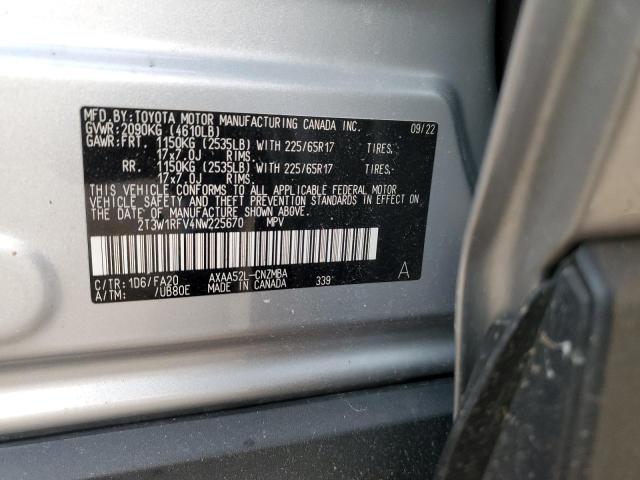 MFD.BY:TOYOTA MOTOR MANUFACTURING CANADA INC. 09/22
GVWR:2090KG (4610LB)
GAWR:FRT. 1150KG (2535LB) WITH 225/65R17 TIRES,
17x7.0J RIMS,
RR. 1150KG (2535LB) WITH 225/65R17 TIRES,
17x7.0J RIMS,
THIS VEHICLE CONFORMS TO ALL APPLICABLE FEDERAL MOTOR
VEHICLE SAFETY AND THEFT PREVENTION STANDARDS IN EFFECT
ON THE DATE OF MANUFACTURE SHOWN ABOVE.
2T3W1RFV4NW225670 MPV
C/TR:1D6/FA20 AXAA52L-CNZMBA 339 A
A/TM: /UB80E MADE IN CANADA